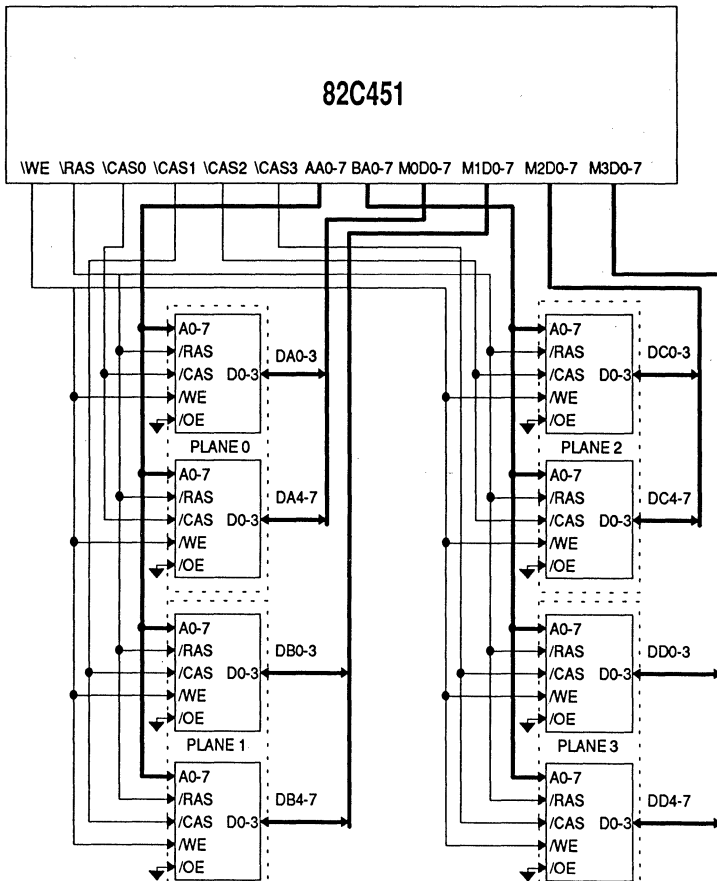 82C451
\WE \RAS \CAS0 \CAS1 \CAS2 \CAS3 AA0-7 BA0-7 M0D0-7 M1D0-7 M2D0-7 M3D0-7
A0-7
/RAS
/CAS D0-3
/WE
/OE
DA0-3
PLANE 0
A0-7
/RAS
/CAS D0-3
/WE
/OE
DA4-7
A0-7
/RAS
/CAS D0-3
/WE
/OE
DB0-3
PLANE 1
A0-7
/RAS
/CAS D0-3
/WE
/OE
DB4-7
A0-7
/RAS
/CAS D0-3
/WE
/OE
DC0-3
PLANE 2
A0-7
/RAS
/CAS D0-3
/WE
/OE
DC4-7
A0-7
/RAS
/CAS D0-3
/WE
/OE
DD0-3
PLANE 3
A0-7
/RAS
/CAS D0-3
/WE
/OE
DD4-7